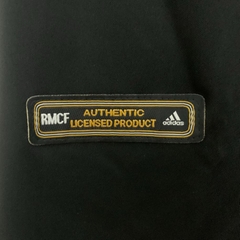 RMCF
AUTHENTIC
LICENSED PRODUCT
adidas